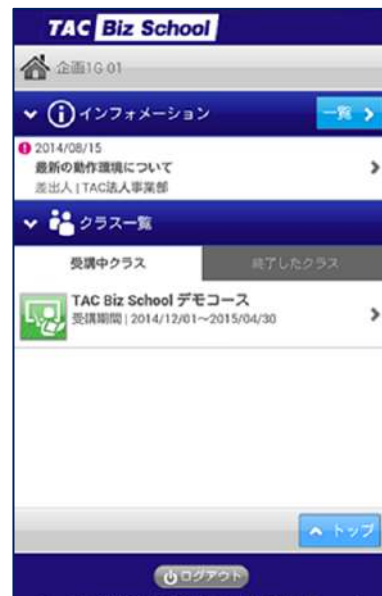 TAC Biz School
企画1G 01
インフォメーション
一覧
2014/08/15
最新の動作環境について
差出人 | TAC法人事業部
クラス一覧
受講中クラス
終了したクラス
TAC Biz School デモコース
受講期間 | 2014/12/01～2015/04/30
トップ
ログアウト